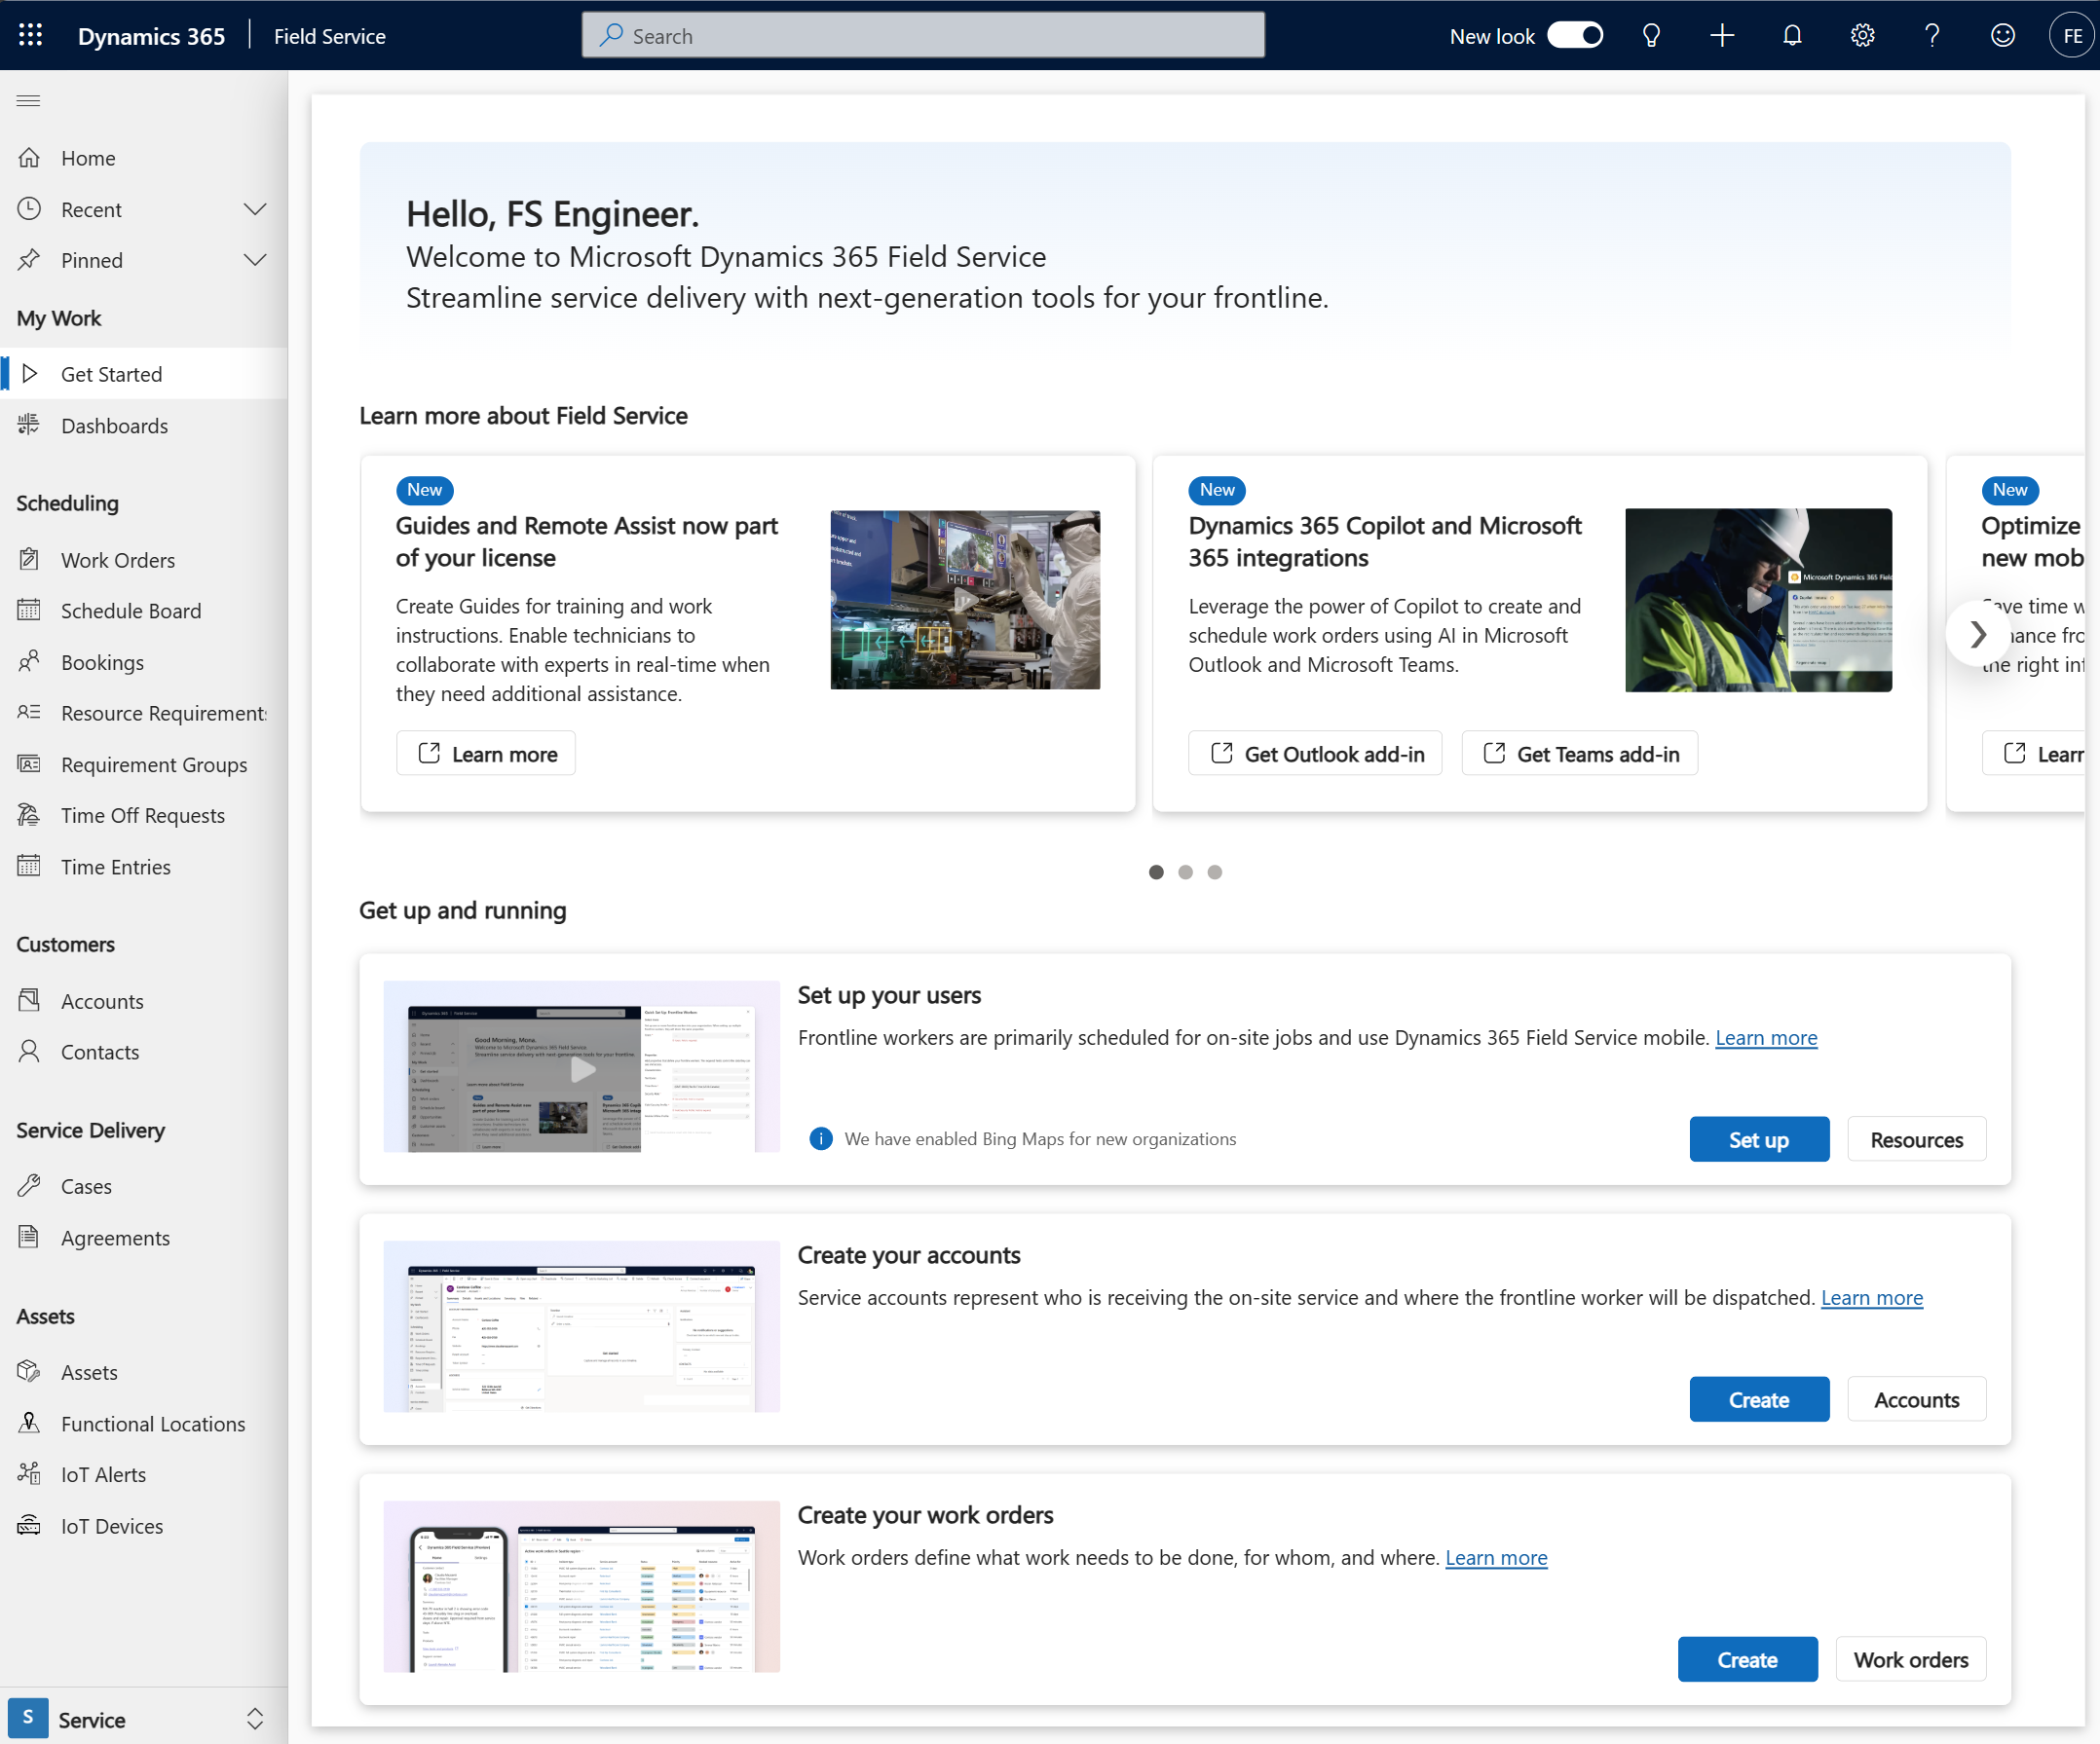 Dynamics 365
Field Service
Search
New look
FE
Home
Recent
Pinned
My Work
Get Started
Dashboards
Scheduling
Work Orders
Schedule Board
Bookings
Resource Requirements
Requirement Groups
Time Off Requests
Time Entries
Customers
Accounts
Contacts
Service Delivery
Cases
Agreements
Assets
Assets
Functional Locations
IoT Alerts
IoT Devices
S
Service
Hello, FS Engineer.
Welcome to Microsoft Dynamics 365 Field Service
Streamline service delivery with next-generation tools for your frontline.
Learn more about Field Service
New
Guides and Remote Assist now part
of your license
Create Guides for training and work
instructions. Enable technicians to
collaborate with experts in real-time when
they need additional assistance.
Learn more
New
Dynamics 365 Copilot and Microsoft
365 integrations
Leverage the power of Copilot to create and
schedule work orders using AI in Microsoft
Outlook and Microsoft Teams.
Microsoft Dynamics 365 Field
Get Outlook add-in
Get Teams add-in
New
Optimize
new mob
time w
the right inf
Learn
Get up and running
Good Morning, Mona.
Set up your users
Frontline workers are primarily scheduled for on-site jobs and use Dynamics 365 Field Service mobile. Learn more
We have enabled Bing Maps for new organizations
Set up
Resources
Create your accounts
Service accounts represent who is receiving the on-site service and where the frontline worker will be dispatched. Learn more
Create
Accounts
Create your work orders
Work orders define what work needs to be done, for whom, and where. Learn more
Create
Work orders